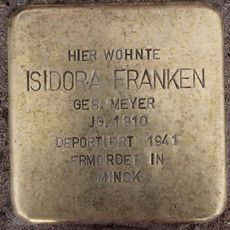 HIER WOHNTE
ISIDORA FRANKEN
GEB. MEYER
JG. 1910
DEPORTIERT 1941
ERMORDET IN
MINSK